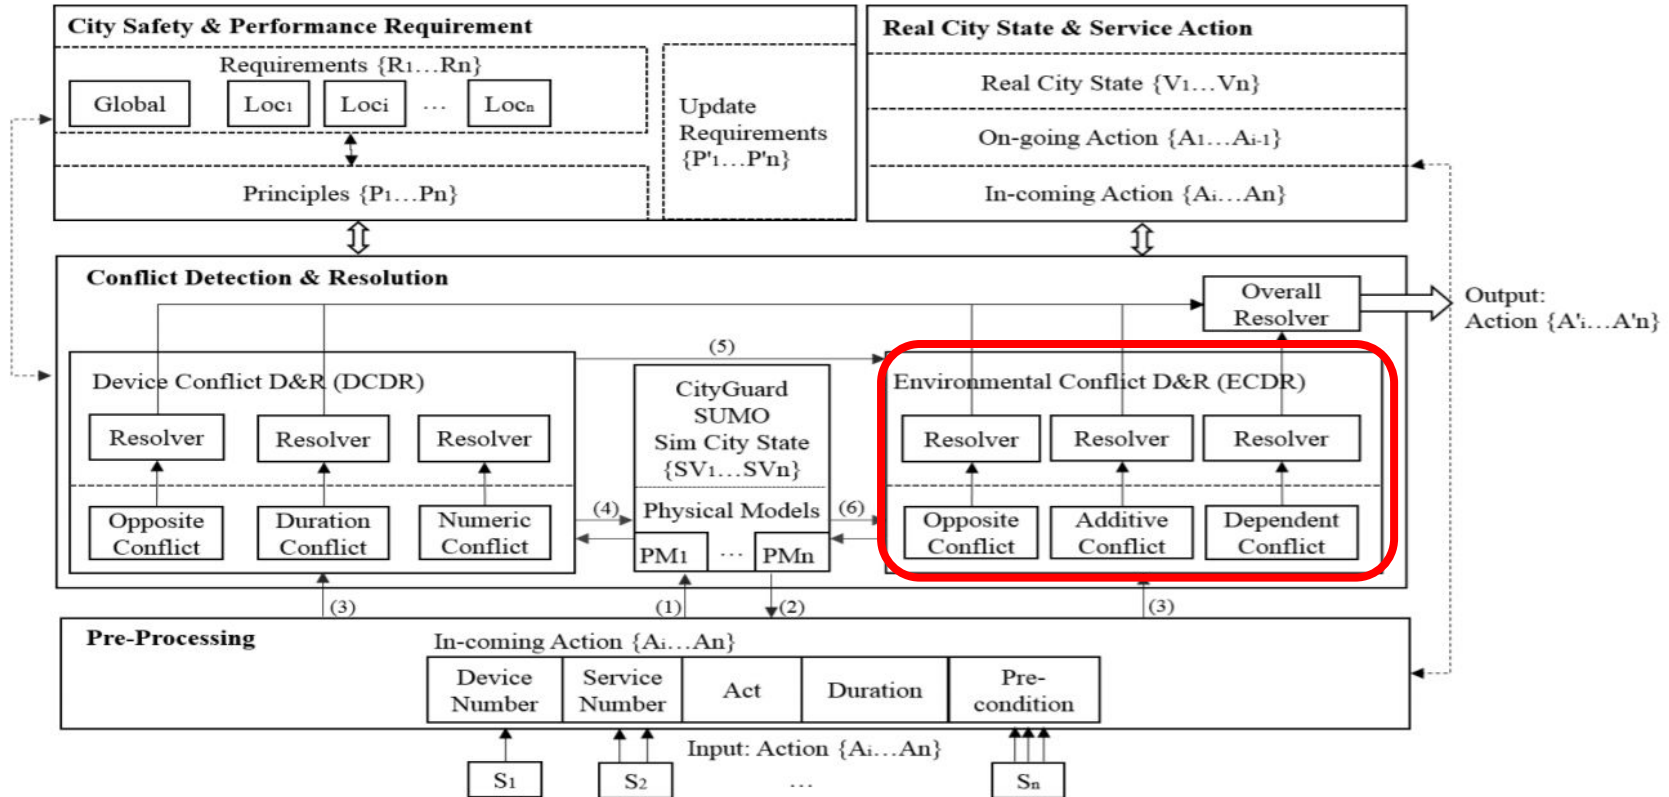 City Safety & Performance Requirement
Requirements {R1…Rn}
Global
Loc1
Loci
…
Locn
Principles {P1…Pn}
Update
Requirements
{P'1…P'n}
Real City State & Service Action
Real City State {V1…Vn}
On-going Action {A1…Ai-1}
In-coming Action {Ai…An}
Conflict Detection & Resolution
Overall
Resolver
Output:
Action {A'i…A'n}
(5)
Device Conflict D&R (DCDR)
Resolver
Resolver
Resolver
Opposite
Conflict
Duration
Conflict
Numeric
Conflict
(4)
CityGuard
SUMO
Sim City State
{SV1…SVn}
Physical Models
PM1
…
PMn
(6)
Environmental Conflict D&R (ECDR)
Resolver
Resolver
Resolver
Opposite
Conflict
Additive
Conflict
Dependent
Conflict
(3)
(1)
(2)
(3)
Pre-Processing
In-coming Action {Ai…An}
Device
Number
Service
Number
Act
Duration
Pre-
condition
Input: Action {Ai…An}
S1
S2
…
Sn